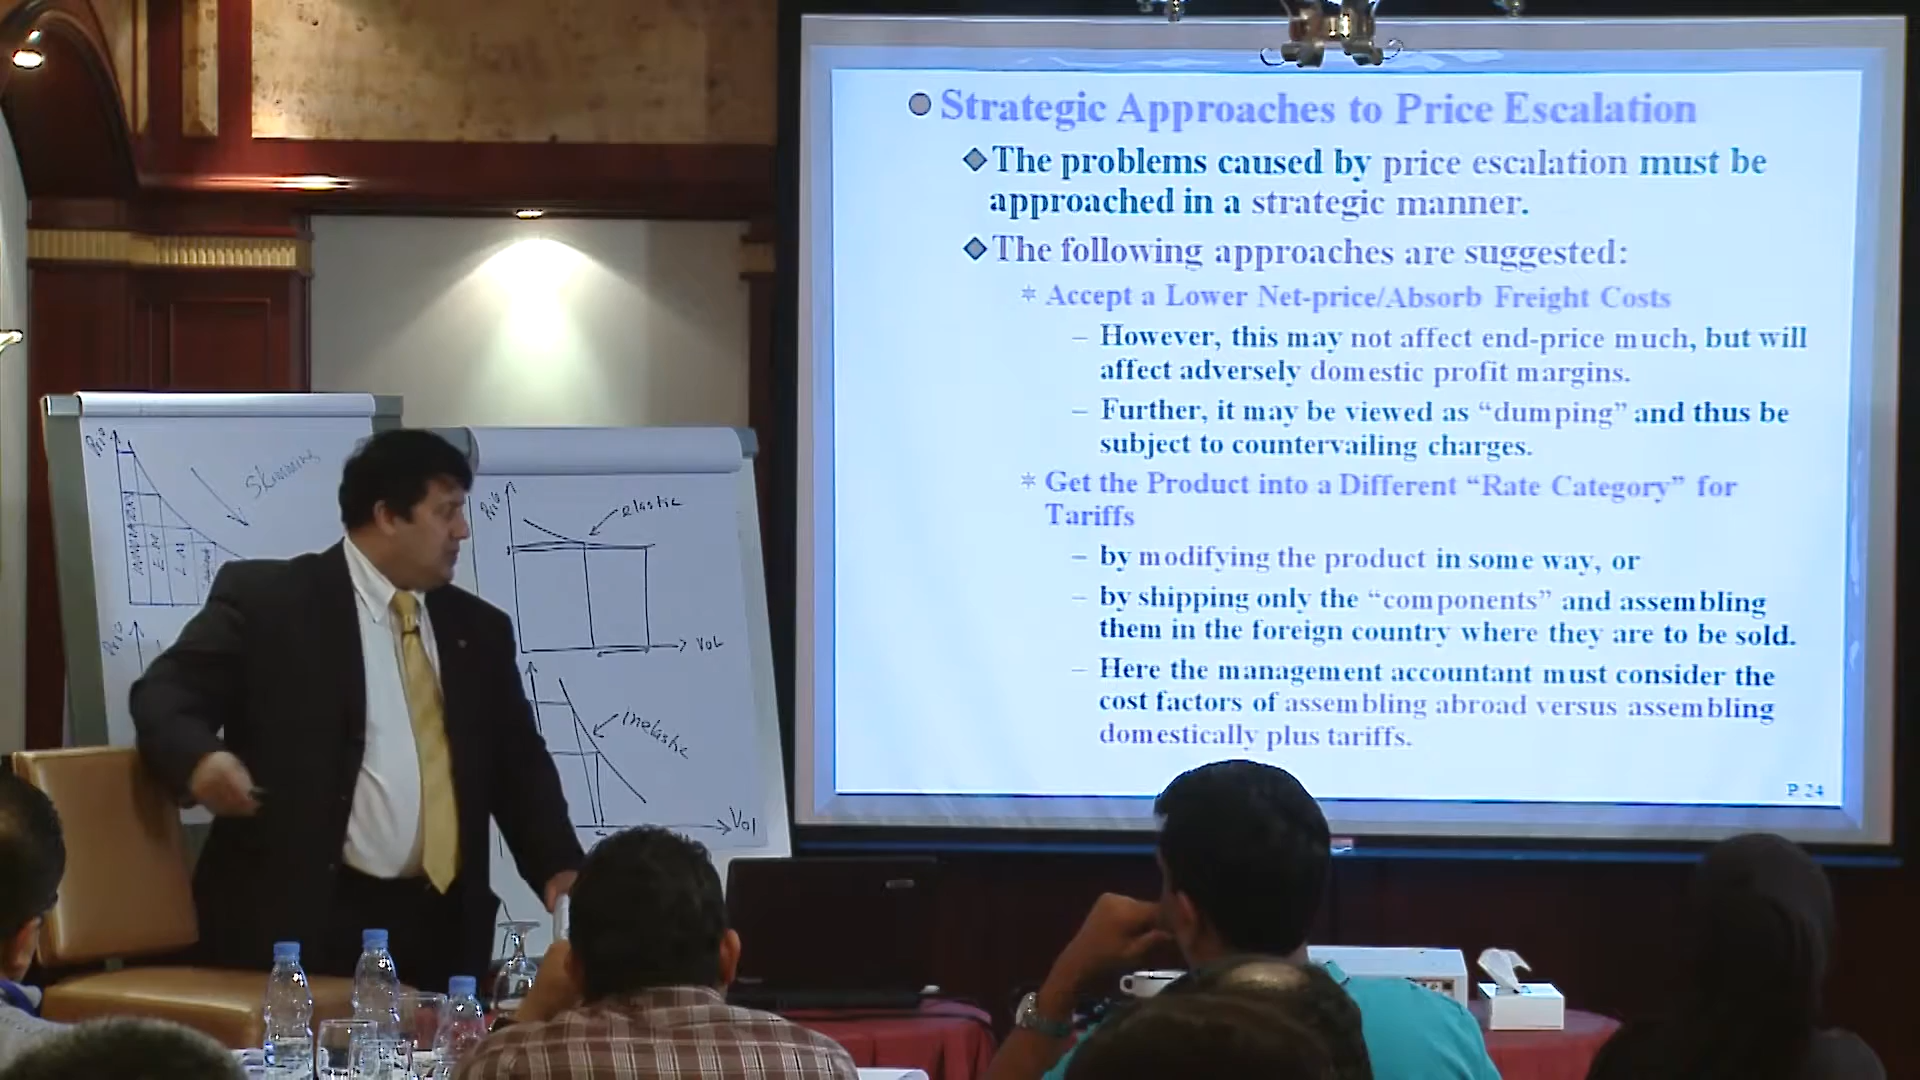 Strategic Approaches to Price Escalation
The problems caused by price escalation must be
approached in a strategic manner.
The following approaches are suggested:
* Accept a Lower Net-price/Absorb Freight Costs
– However, this may not affect end-price much, but will
affect adversely domestic profit margins.
– Further, it may be viewed as “dumping” and thus be
subject to countervailing charges.
* Get the Product into a Different “Rate Category” for
Tariffs
– by modifying the product in some way, or
– by shipping only the “components” and assembling
them in the foreign country where they are to be sold.
– Here the management accountant must consider the
cost factors of assembling abroad versus assembling
domestically plus tariffs.
P 24
Skimming
E.M
L.M
elastic
VOL
inelastic
Vol